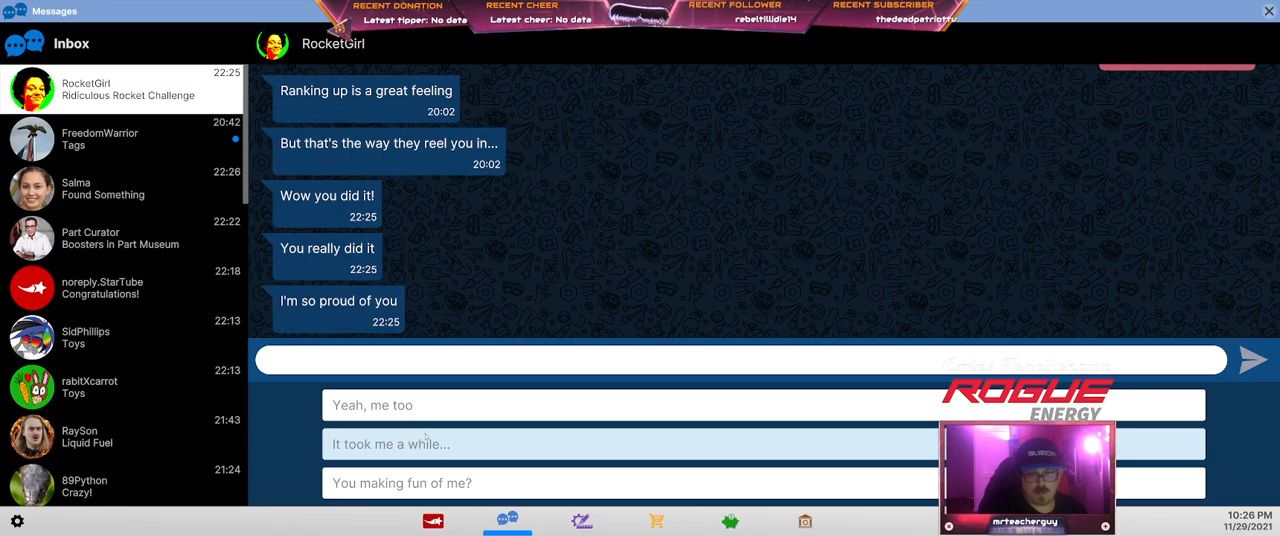 Messages
RECENT DONATION
Latest tipper: No data
RECENT CHEER
Latest cheer: No data
RECENT FOLLOWER
rebeltillidie14
RECENT SUBSCRIBER
thedeadpatriottv
Inbox
RocketGirl
RocketGirl
22:25
Ridiculous Rocket Challenge
FreedomWarrior
20:42
Tags
Salma
22:26
Found Something
Part Curator
22:22
Boosters in Part Museum
noreply.StarTube
22:18
Congratulations!
SidPhillips
22:13
Toys
rabitXcarrot
22:13
Toys
RaySon
21:43
Liquid Fuel
89Python
21:24
Crazy!
Ranking up is a great feeling
20:02
But that's the way they reel you in...
20:02
Wow you did it!
22:25
You really did it
22:25
I'm so proud of you
22:25
Yeah, me too
It took me a while...
You making fun of me?
ROGUE
ENERGY
mrteacherguy
10:26 PM
11/29/2021